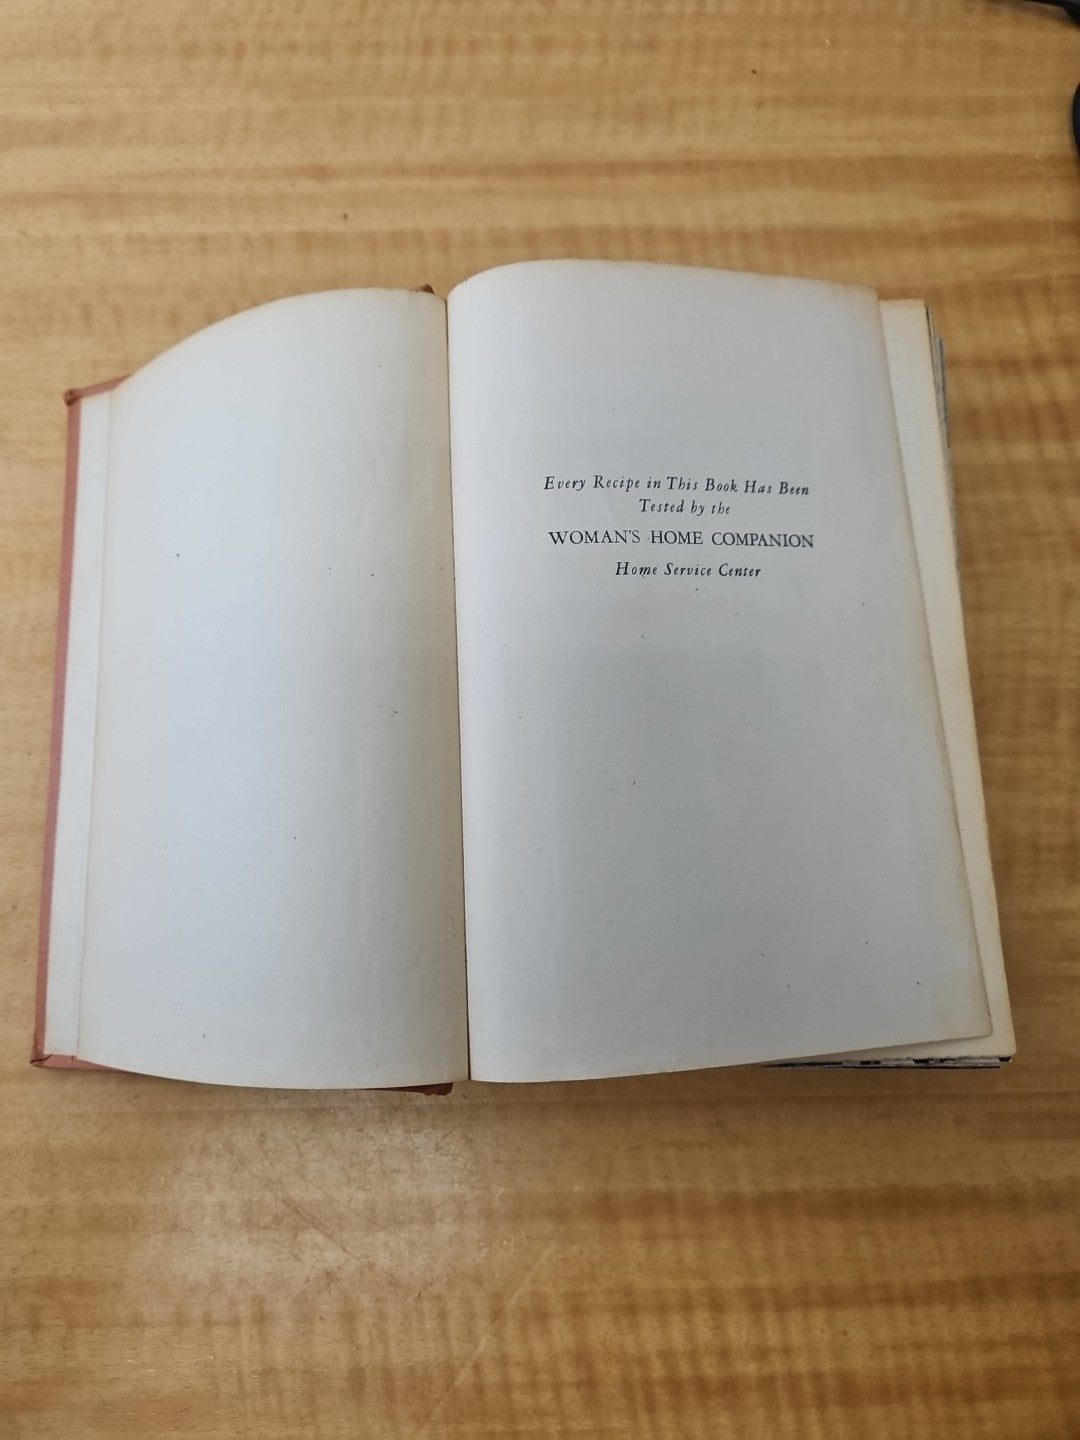 Every Recipe in This Book Has Been
Tested by the
WOMAN'S HOME COMPANION
Home Service Center